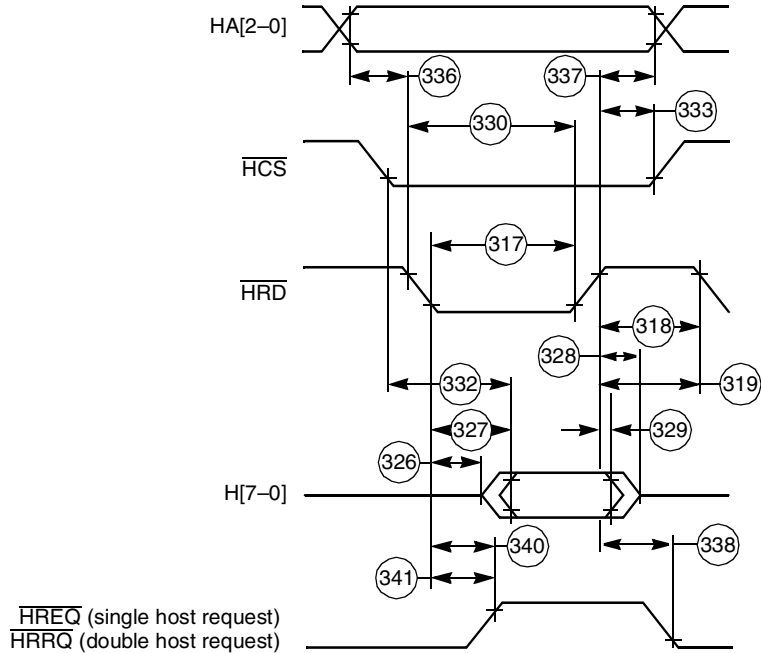 HA[2–0]
336
337
333
330
HCS
317
HRD
318
328
332
319
327
329
326
H[7–0]
340
338
341
HREQ (single host request)
HRRQ (double host request)